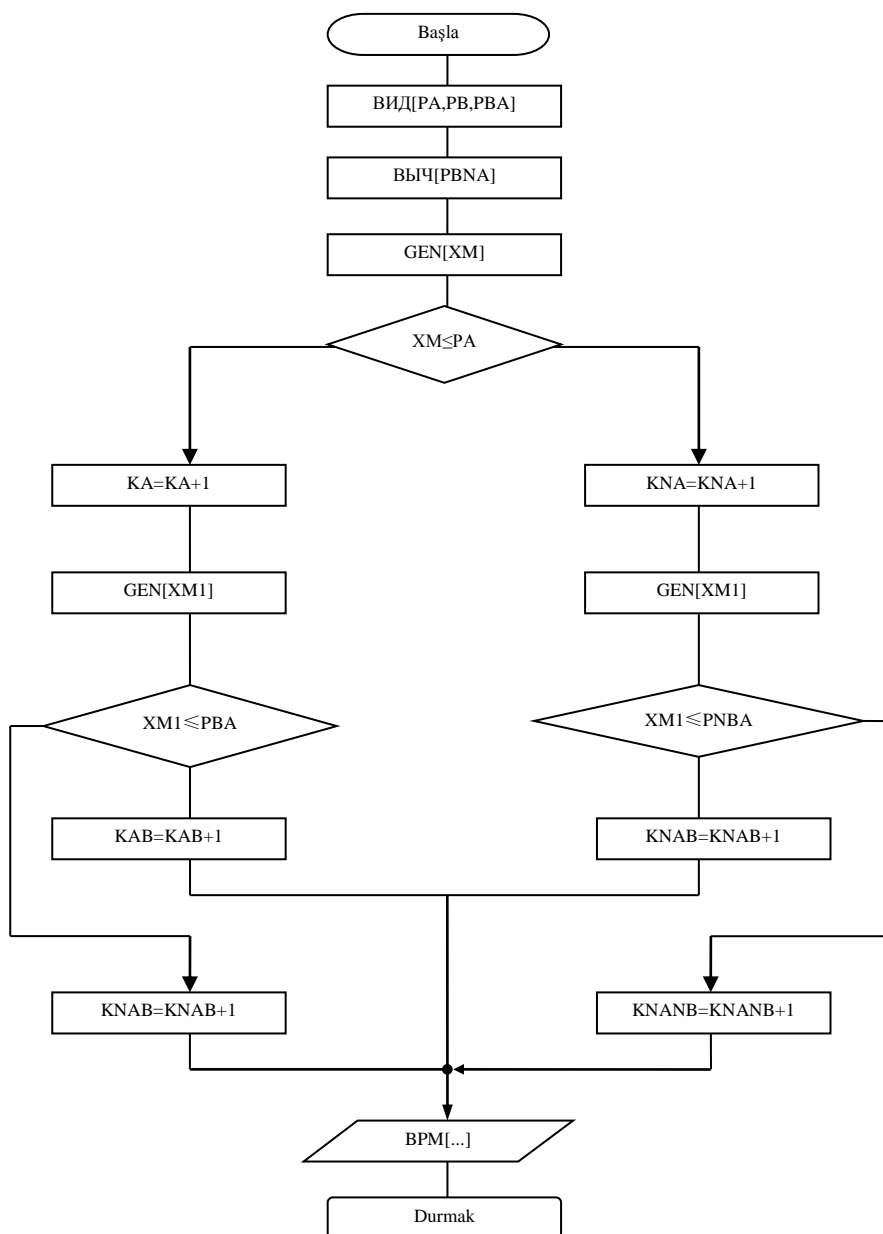 Başla
ВИД[PA,PB,PBA]
ВЫЧ[PBNA]
GEN[XM]
XM≤PA
KA=KA+1
KNA=KNA+1
GEN[XM1]
GEN[XM1]
XM1≤PBA
XM1≤PNBA
KAB=KAB+1
KNAB=KNAB+1
KNAB=KNAB+1
KNANB=KNANB+1
BPM[...]
Durmak